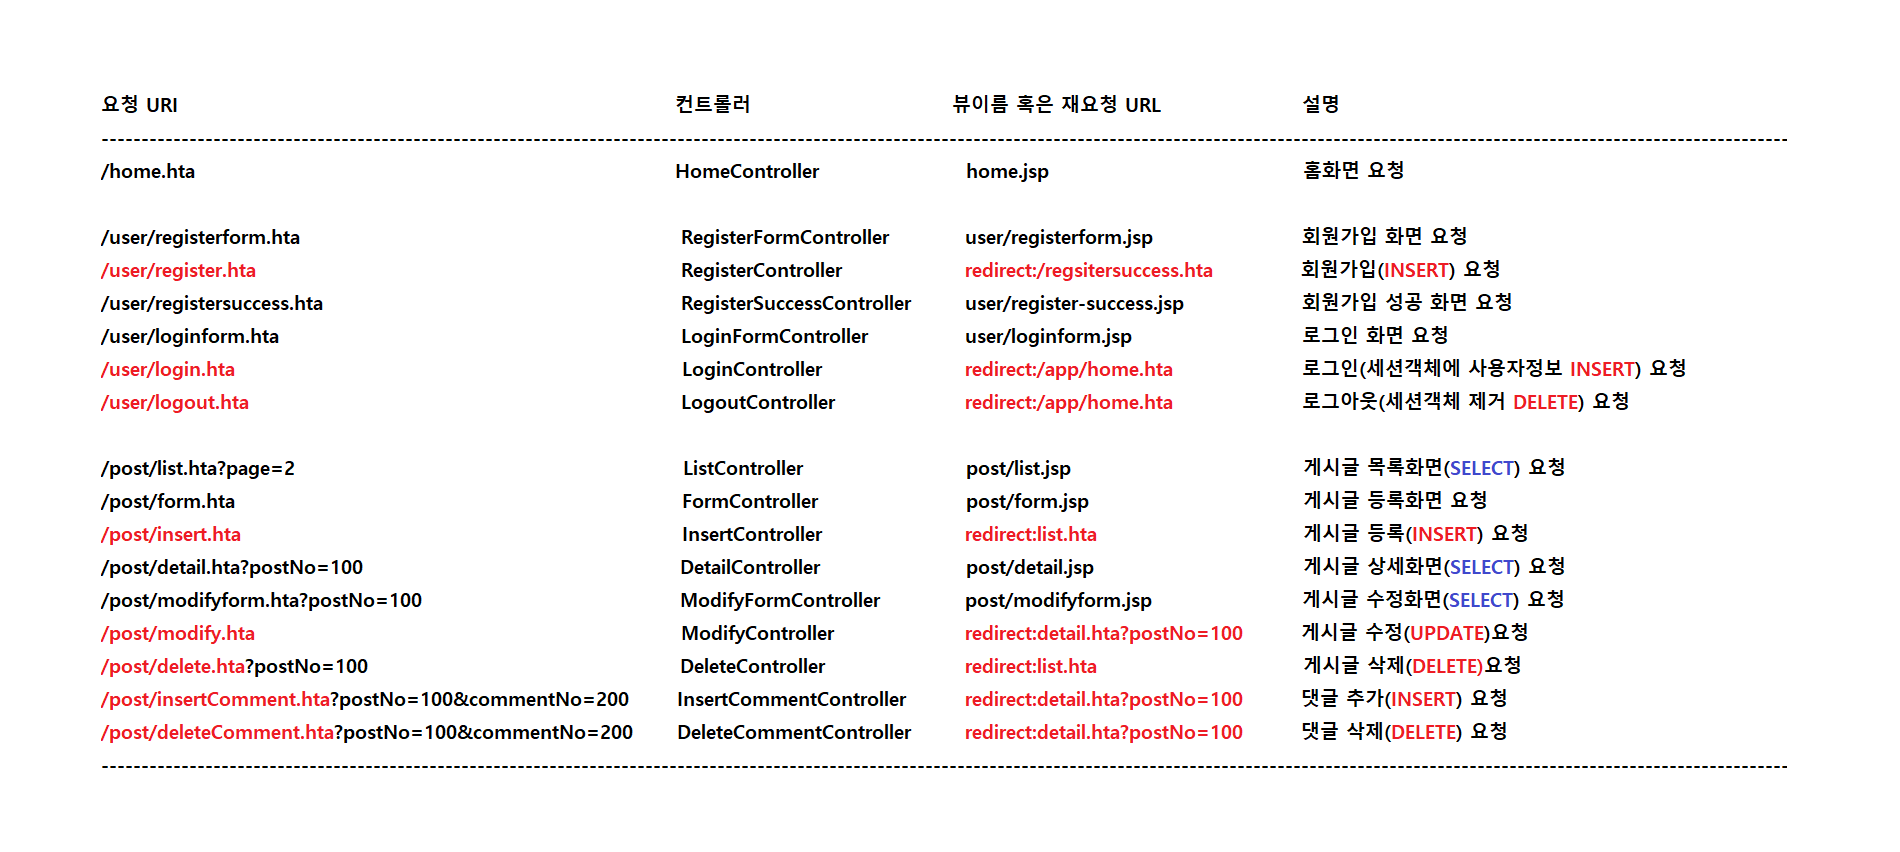 요청 URI 컨트롤러 뷰이름 혹은 재요청 URL 설명
/home.hta HomeController home.jsp 홈화면 요청
/user/registerform.hta RegisterFormController user/registerform.jsp 회원가입 화면 요청
/user/register.hta RegisterController redirect:/regsitersuccess.hta 회원가입(INSERT) 요청
/user/registersuccess.hta RegisterSuccessController user/register-success.jsp 회원가입 성공 화면 요청
/user/loginform.hta LoginFormController user/loginform.jsp 로그인 화면 요청
/user/login.hta LoginController redirect:/app/home.hta 로그인(세션객체에 사용자정보 INSERT) 요청
/user/logout.hta LogoutController redirect:/app/home.hta 로그아웃(세션객체 제거 DELETE) 요청
/post/list.hta?page=2 ListController post/list.jsp 게시글 목록화면(SELECT) 요청
/post/form.hta FormController post/form.jsp 게시글 등록화면 요청
/post/insert.hta InsertController redirect:list.hta 게시글 등록(INSERT) 요청
/post/detail.hta?postNo=100 DetailController post/detail.jsp 게시글 상세화면(SELECT) 요청
/post/modifyform.hta?postNo=100 ModifyFormController post/modifyform.jsp 게시글 수정화면(SELECT) 요청
/post/modify.hta ModifyController redirect:detail.hta?postNo=100 게시글 수정(UPDATE)요청
/post/delete.hta?postNo=100 DeleteController redirect:list.hta 게시글 삭제(DELETE)요청
/post/insertComment.hta?postNo=100&commentNo=200 InsertCommentController redirect:detail.hta?postNo=100 댓글 추가(INSERT) 요청
/post/deleteComment.hta?postNo=100&commentNo=200 DeleteCommentController redirect:detail.hta?postNo=100 댓글 삭제(DELETE) 요청